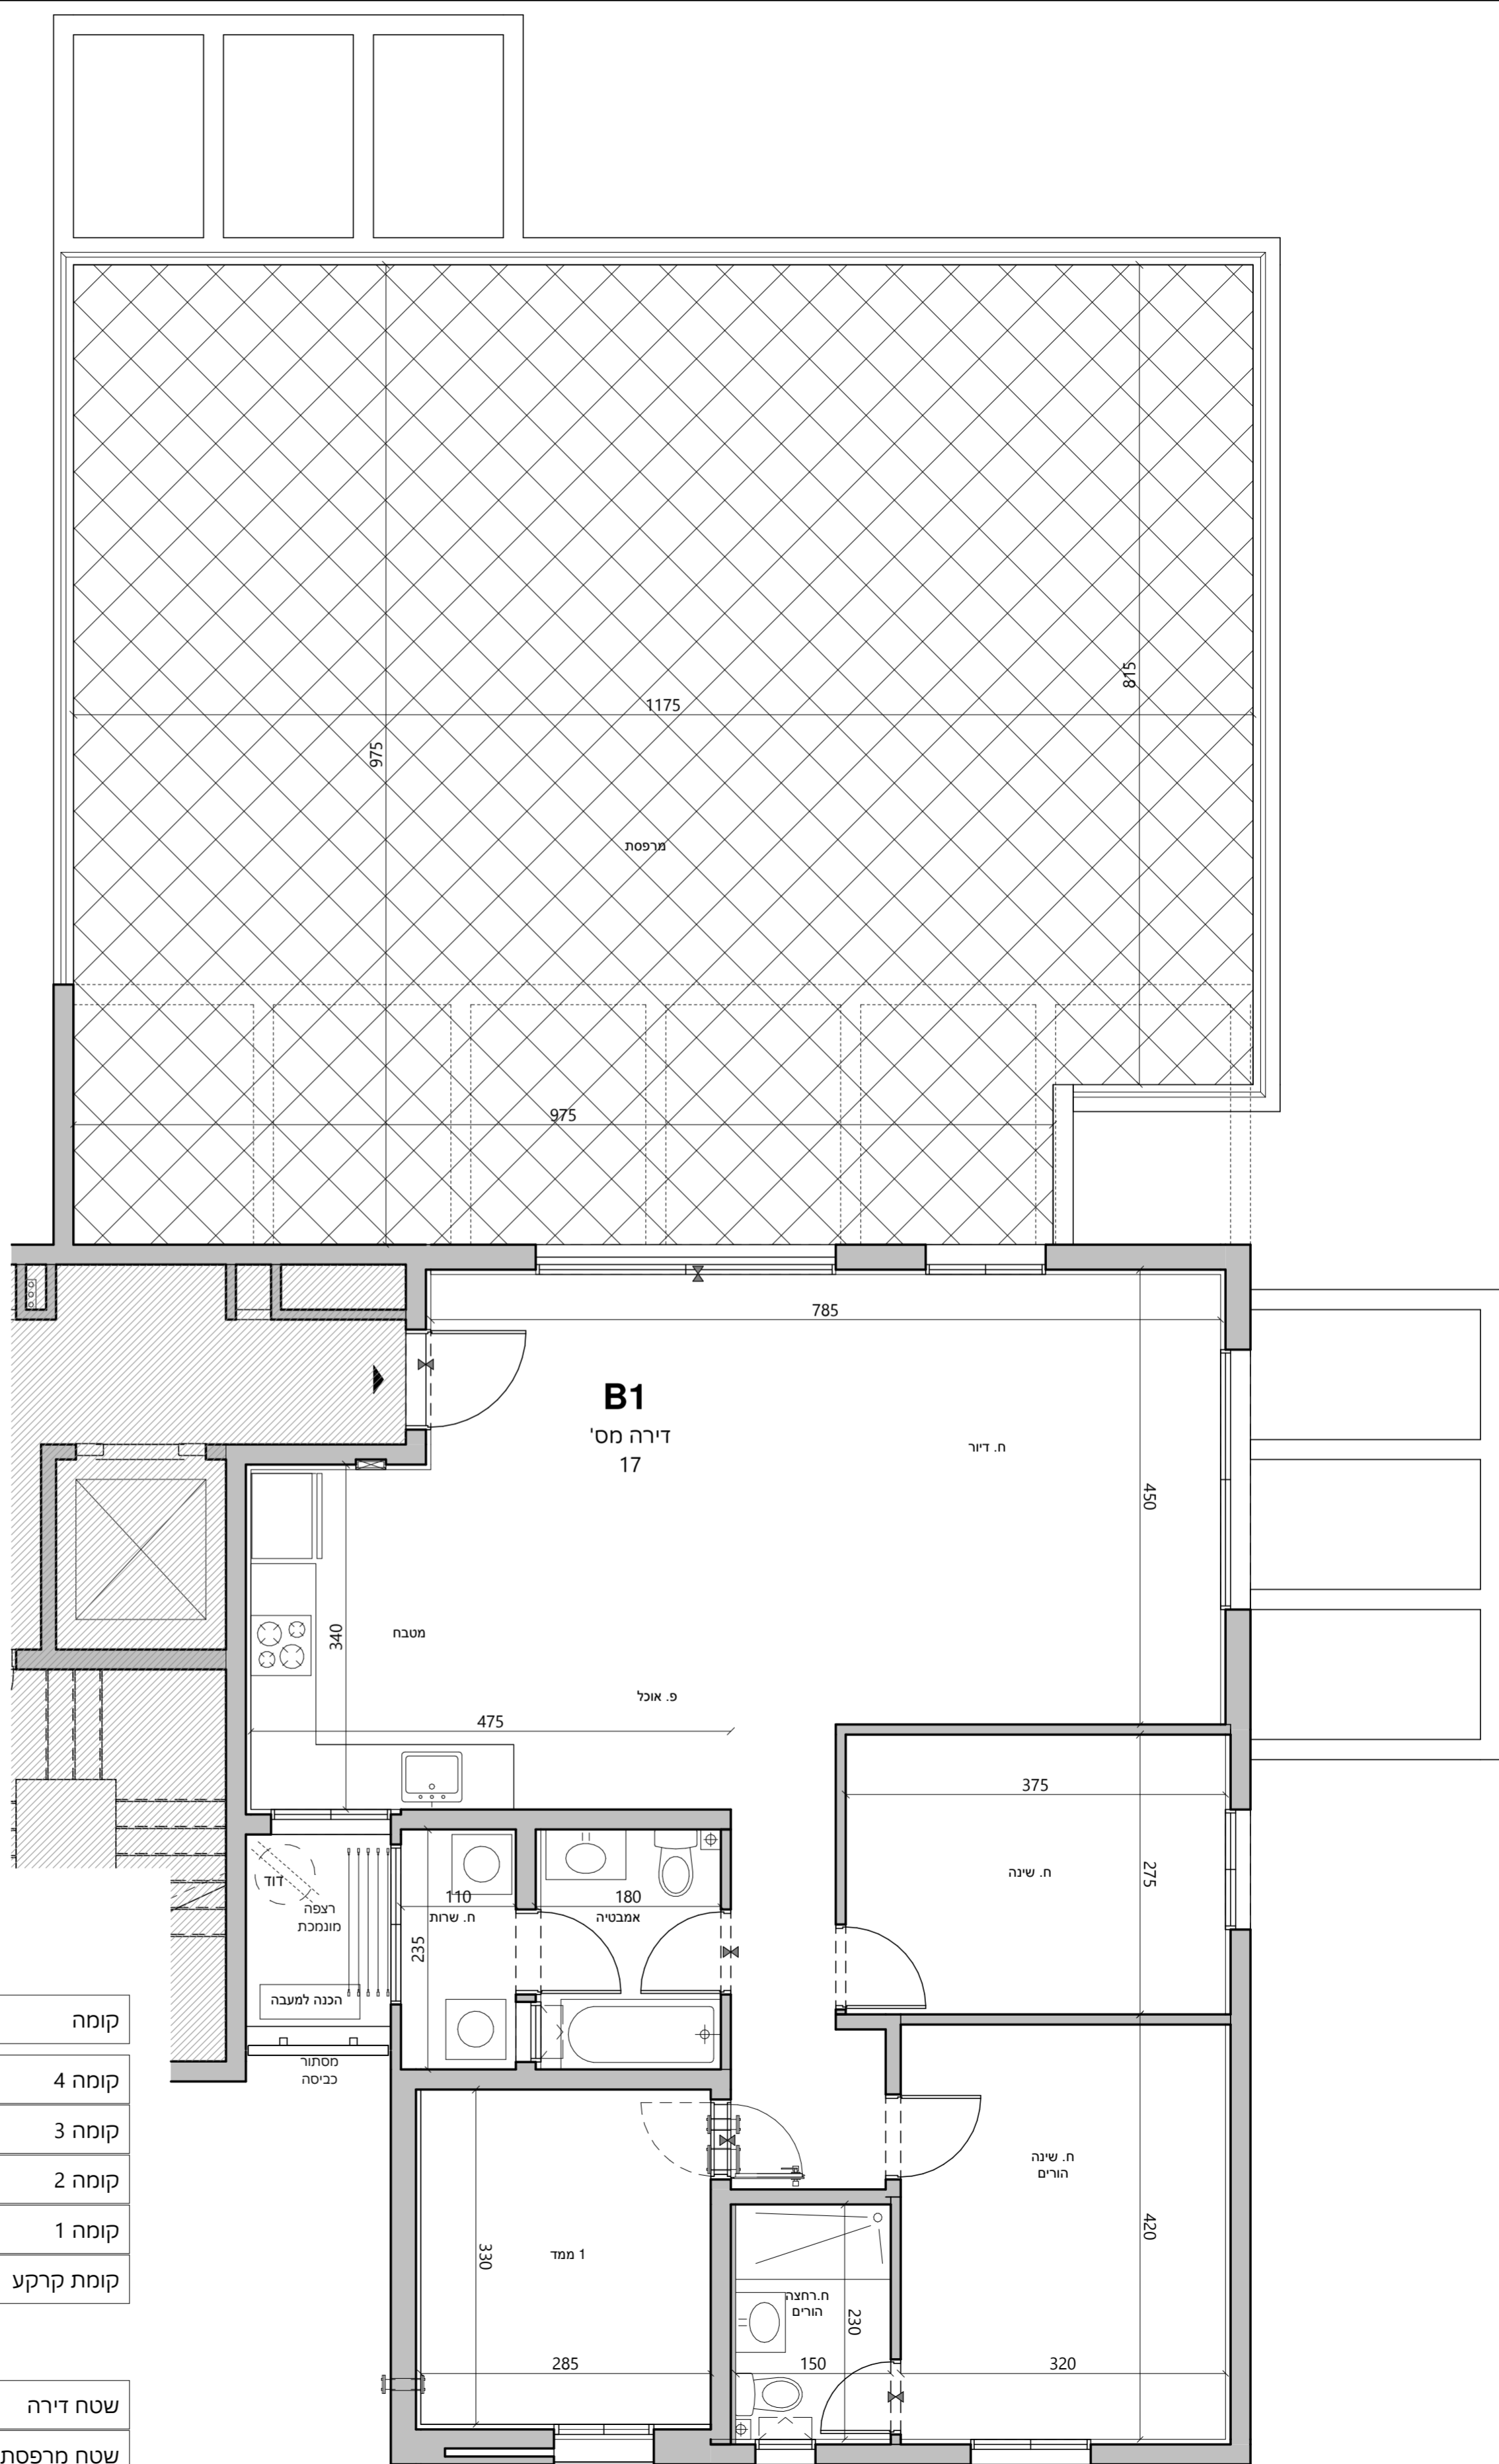 815
1175
975
מרפסת
975
785
B1
דירה מס'
17
ח. דיור
450
340
מטבח
פ. אוכל
475
375
ח. שינה
275
דוד
רצפה
מונמכת
110
ח. שרות
180
אמבטיה
235
הכנה למעבה
מסתור
כביסה
קומה
קומה 4
קומה 3
קומה 2
קומה 1
קומת קרקע
ח. שינה
הורים
420
330
ממד 1
ח.רחצה
הורים
230
285
150
320
שטח דירה
שטח מרפסת